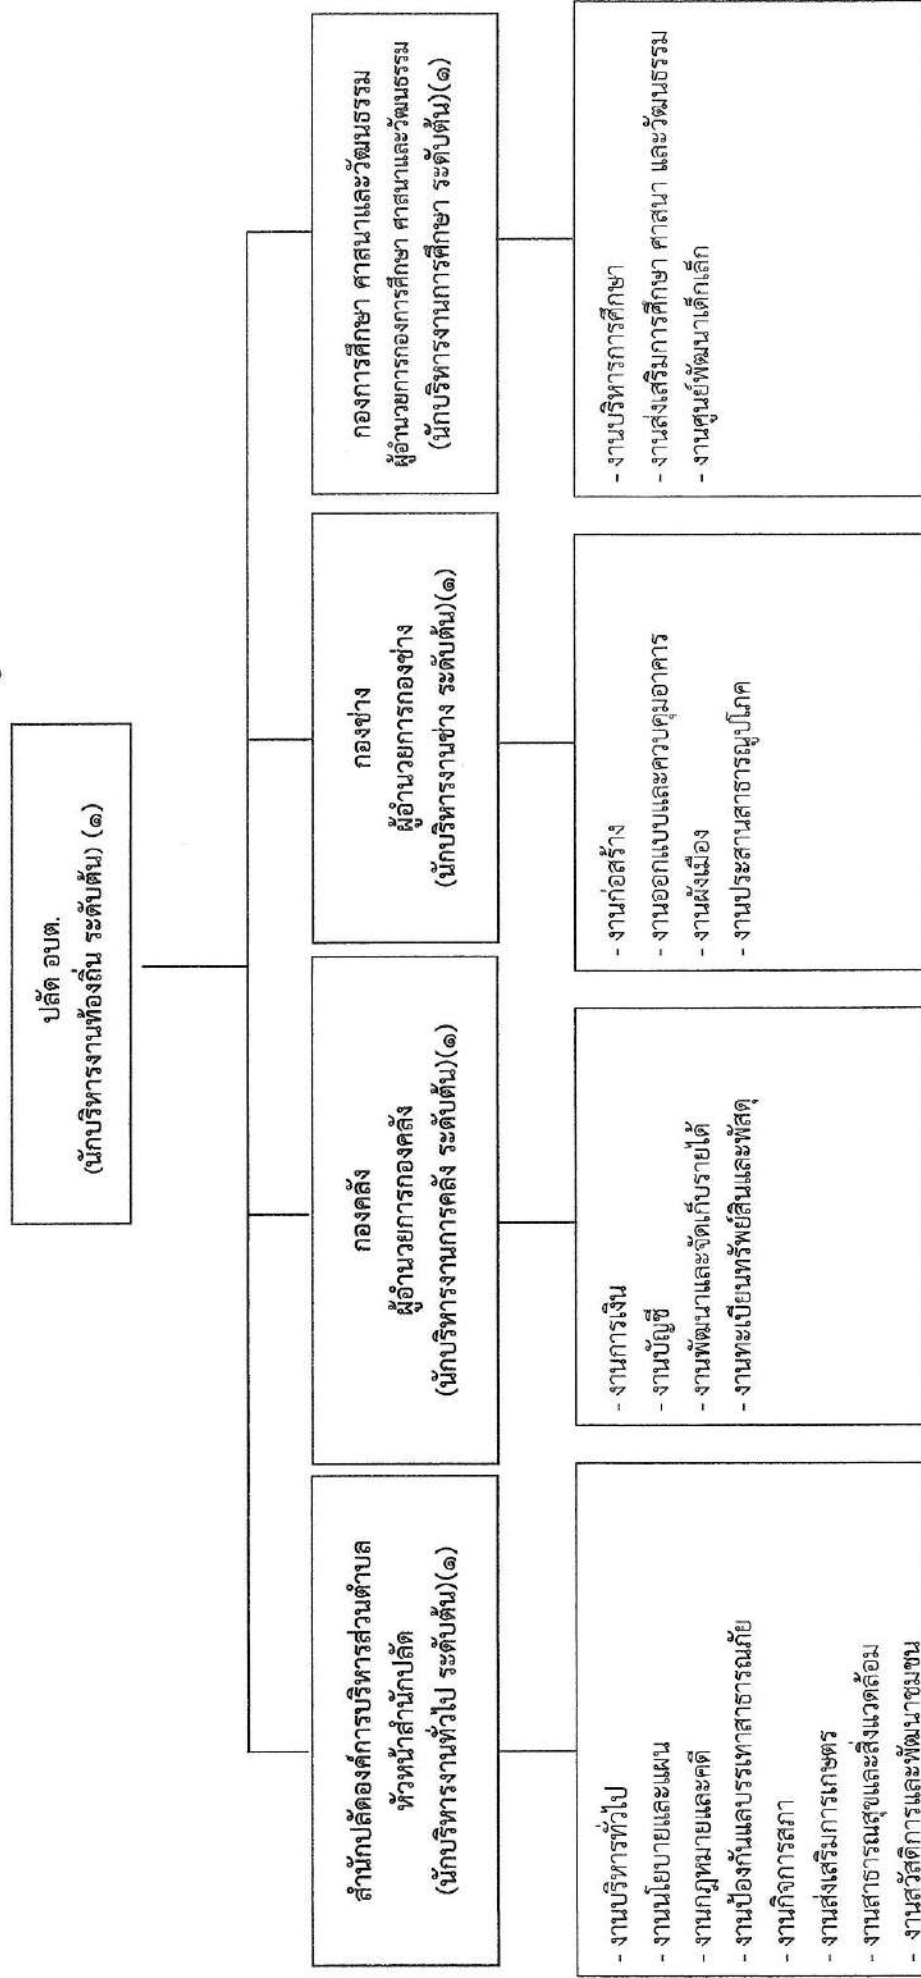 ปลัด อบต.
(นักบริหารงานท้องถิ่น ระดับต้น) (๑)
สำนักปลัดองค์การบริหารส่วนตำบล
หัวหน้าสำนักปลัด
(นักบริหารงานทั่วไป ระดับต้น)(๑)
กองคลัง
ผู้อำนวยการกองคลัง
(นักบริหารงานการคลัง ระดับต้น)(๑)
กองช่าง
ผู้อำนวยการกองช่าง
(นักบริหารงานช่าง ระดับต้น)(๑)
กองการศึกษา ศาสนาและวัฒนธรรม
ผู้อำนวยการกองการศึกษา ศาสนาและวัฒนธรรม
(นักบริหารงานการศึกษา ระดับต้น)(๑)
- งานบริหารทั่วไป
- งานนโยบายและแผน
- งานกฎหมายและคดี
- งานป้องกันและบรรเทาสาธารณภัย
- งานกิจการสภา
- งานส่งเสริมการเกษตร
- งานสาธารณสุขและสิ่งแวดล้อม
- งานสวัสดิการและพัฒนาชุมชน
- งานการเงิน
- งานบัญชี
- งานพัฒนาและจัดเก็บรายได้
- งานทะเบียนทรัพย์สินและพัสดุ
- งานก่อสร้าง
- งานออกแบบและควบคุมอาคาร
- งานผังเมือง
- งานประสานสาธารณูปโภค
- งานบริหารการศึกษา
- งานส่งเสริมการศึกษา ศาสนา และวัฒนธรรม
- งานศูนย์พัฒนาเด็กเล็ก